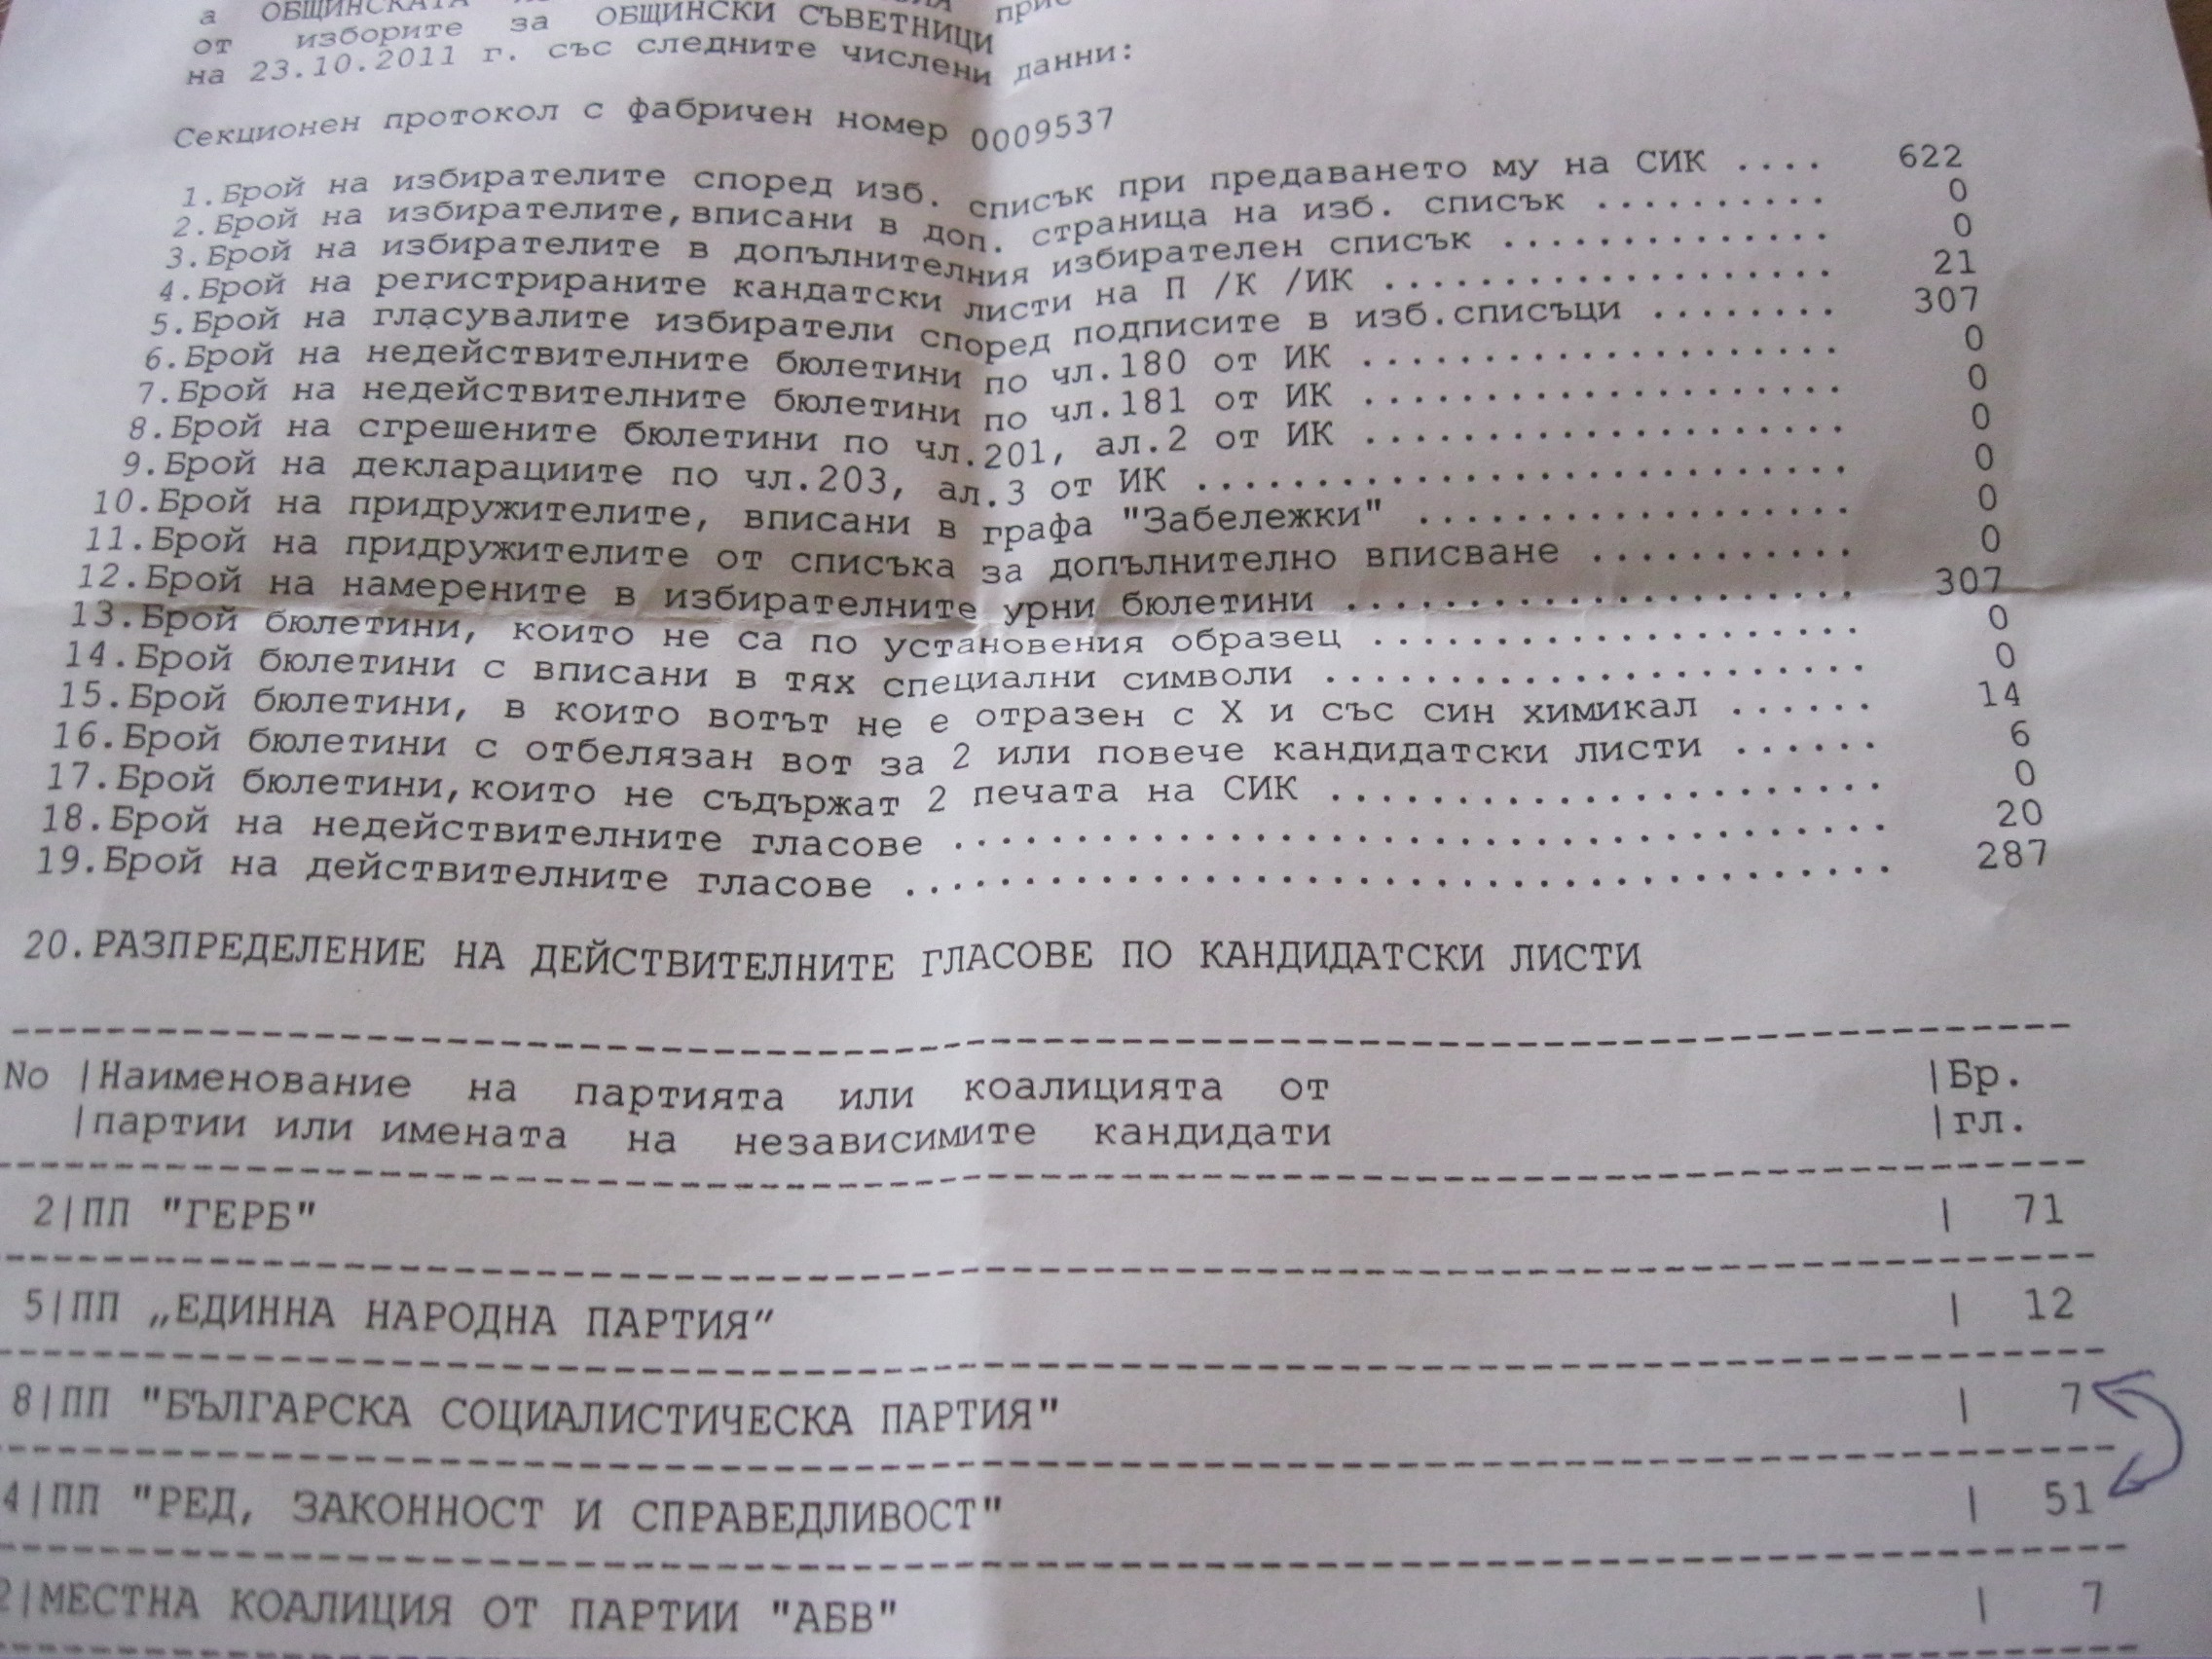 а ОБЩИНСКАТА
от изборите за ОБЩИНСКИ СЪВЕТНИЦИ
на 23.10.2011 г. със следните числени данни:
Секционен протокол с фабричен номер 0009537
1.Брой на избирателите според изб. списък при предаването му на СИК .... 622
2.Брой на избирателите,вписани в доп. страница на изб. списък .......... 0
3.Брой на избирателите в допълнителния избирателен списък .............. 0
4.Брой на регистрираните кандатски листи на П /К /ИК ................... 21
5.Брой на гласувалите избиратели според подписите в изб.списъци ........ 307
6.Брой на недействителните бюлетини по чл.180 от ИК ................... 0
7.Брой на недействителните бюлетини по чл.181 от ИК ................... 0
8.Брой на сгрешените бюлетини по чл.201, ал.2 от ИК ................... 0
9.Брой на декларациите по чл.203, ал.3 от ИК .......................... 0
10.Брой на придружителите, вписани в графа "Забележки" ................. 0
11.Брой на придружителите от списъка за допълнително вписване ........... 0
12.Брой на намерените в избирателните урни бюлетини ..................... 307
13.Брой бюлетини, които не са по установения образец .................... 0
14.Брой бюлетини с вписани в тях специални символи ...................... 0
15.Брой бюлетини, в които вотът не е отразен с Х и със син химикал ...... 14
16.Брой бюлетини с отбелязан вот за 2 или повече кандидатски листи ...... 6
17.Брой бюлетини,които не съдържат 2 печата на СИК ...................... 0
18.Брой на недействителните гласове ..................................... 20
19.Брой на действителните гласове ....................................... 287
20.РАЗПРЕДЕЛЕНИЕ НА ДЕЙСТВИТЕЛНИТЕ ГЛАСОВЕ ПО КАНДИДАТСКИ ЛИСТИ
No |Наименование на партията или коалицията от |Бр.
|партии или имената на независимите кандидати |гл.
2|ПП "ГЕРБ" | 71
5|ПП „ЕДИННА НАРОДНА ПАРТИЯ" | 12
8|ПП "БЪЛГАРСКА СОЦИАЛИСТИЧЕСКА ПАРТИЯ" | 7
4|ПП "РЕД, ЗАКОННОСТ И СПРАВЕДЛИВОСТ" | 51
2|МЕСТНА КОАЛИЦИЯ ОТ ПАРТИИ "АБВ" | 7